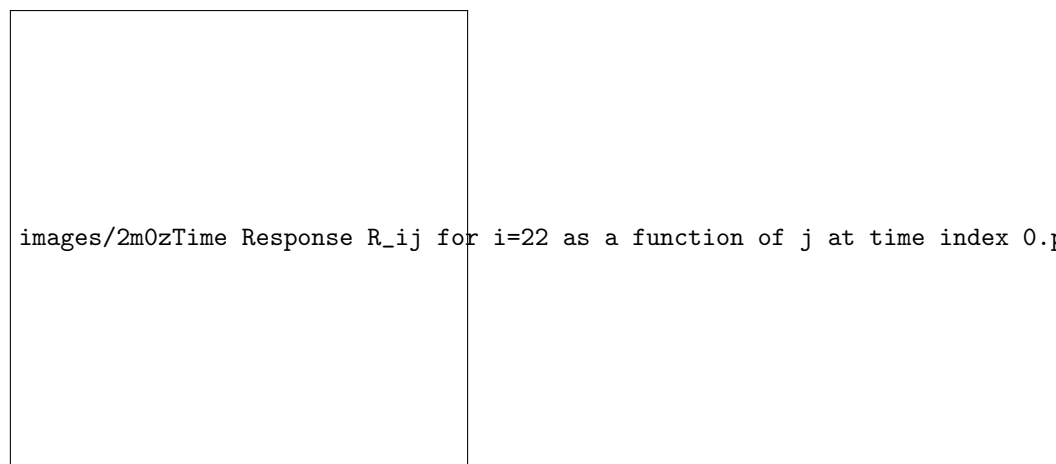 images/2m0zTime Response R_ij for i=22 as a function of j at time index 0.p